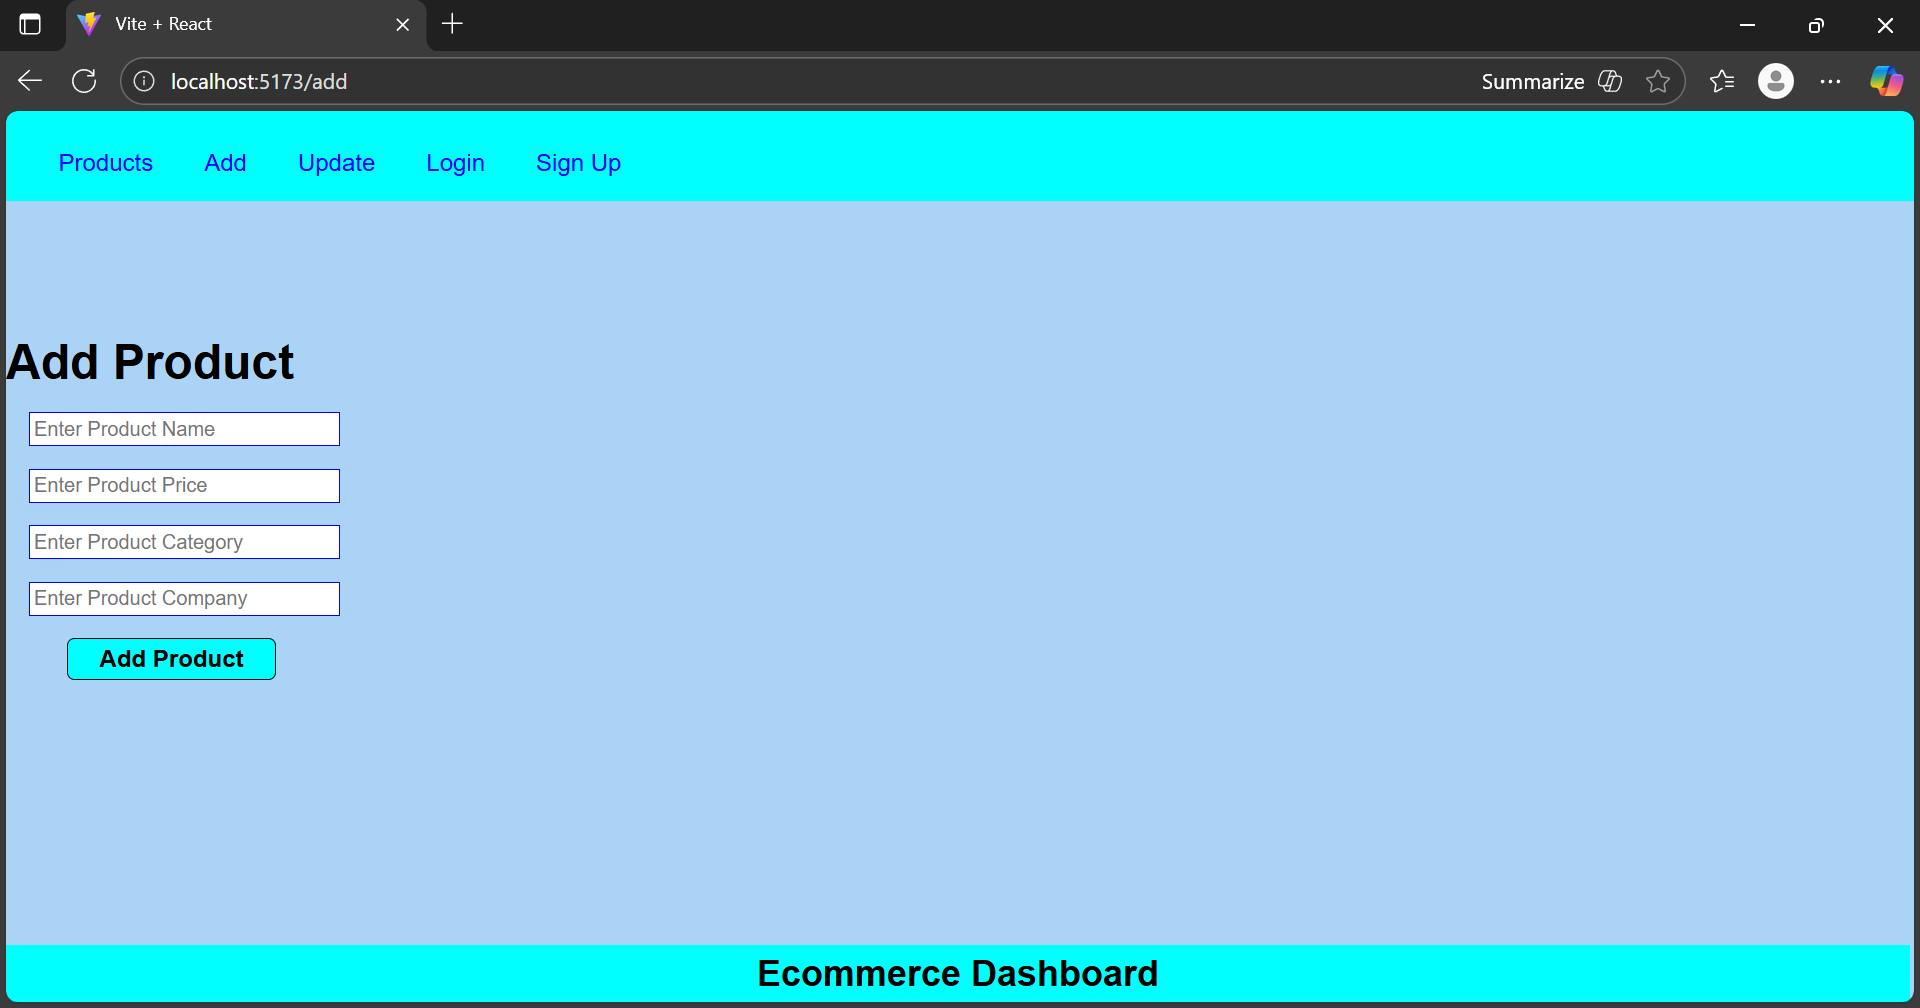 Vite + React
localhost:5173/add
Summarize
Products Add Update Login Sign Up
Add Product
Enter Product Name
Enter Product Price
Enter Product Category
Enter Product Company
Add Product
Ecommerce Dashboard